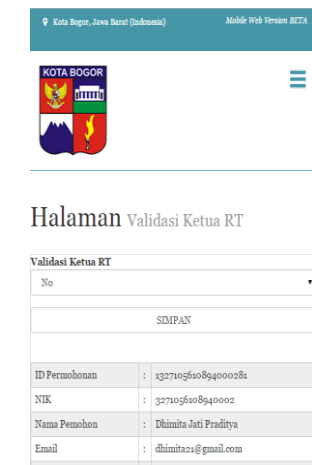 Kota Bogor, Jawa Barat (Indonesia) Mobile Web Version BETA
KOTA BOGOR
Halaman Validasi Ketua RT
Validasi Ketua RT
No
SIMPAN
ID Permohonan : 1327105610894000281
NIK : 3271056108940002
Nama Pemohon : Dhimita Jati Praditya
Email : dhimita21@gmail.com